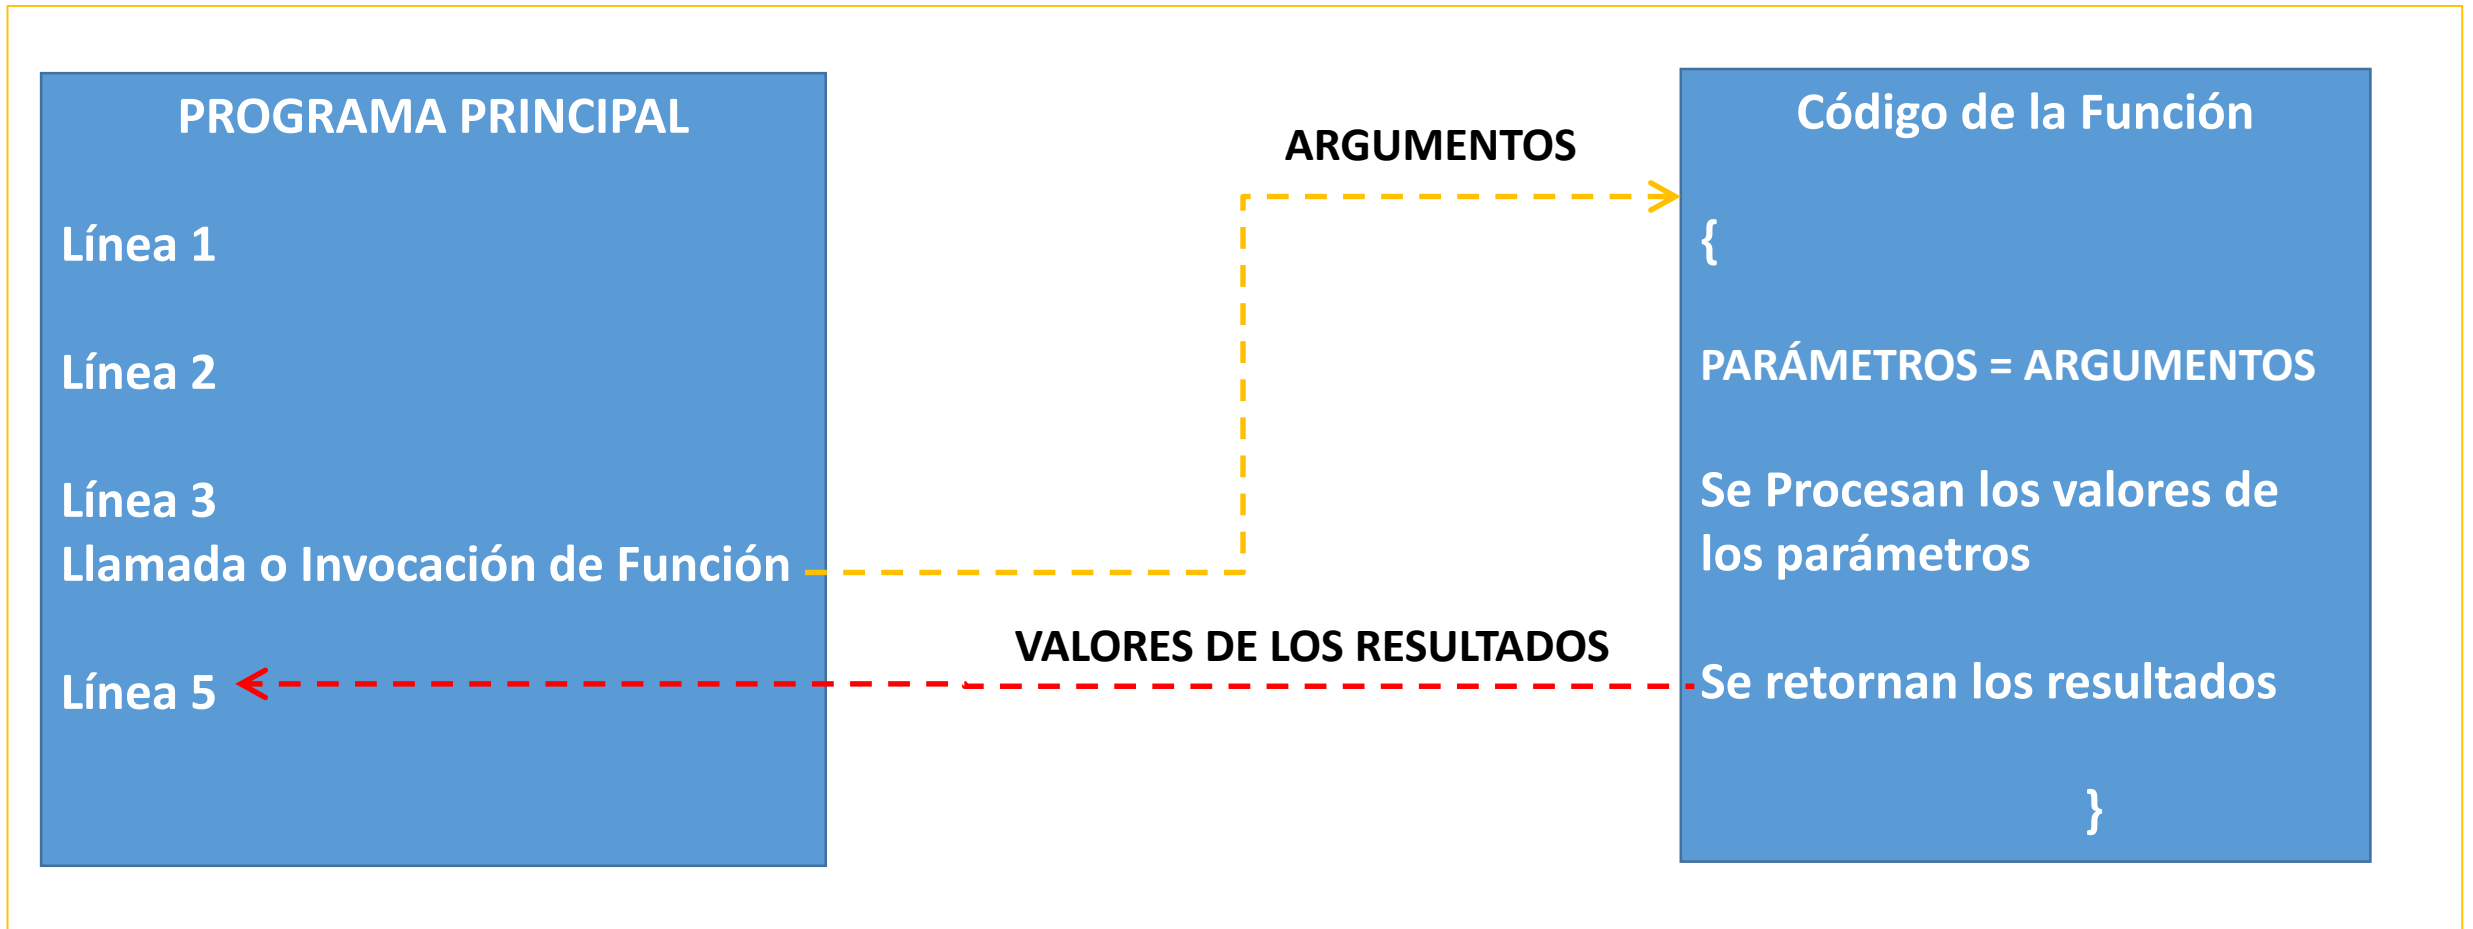 PROGRAMA PRINCIPAL
Línea 1
Línea 2
Línea 3
Llamada o Invocación de Función
Línea 5
ARGUMENTOS
VALORES DE LOS RESULTADOS
Código de la Función
{
PARÁMETROS = ARGUMENTOS
Se Procesan los valores de
los parámetros
Se retornan los resultados
}